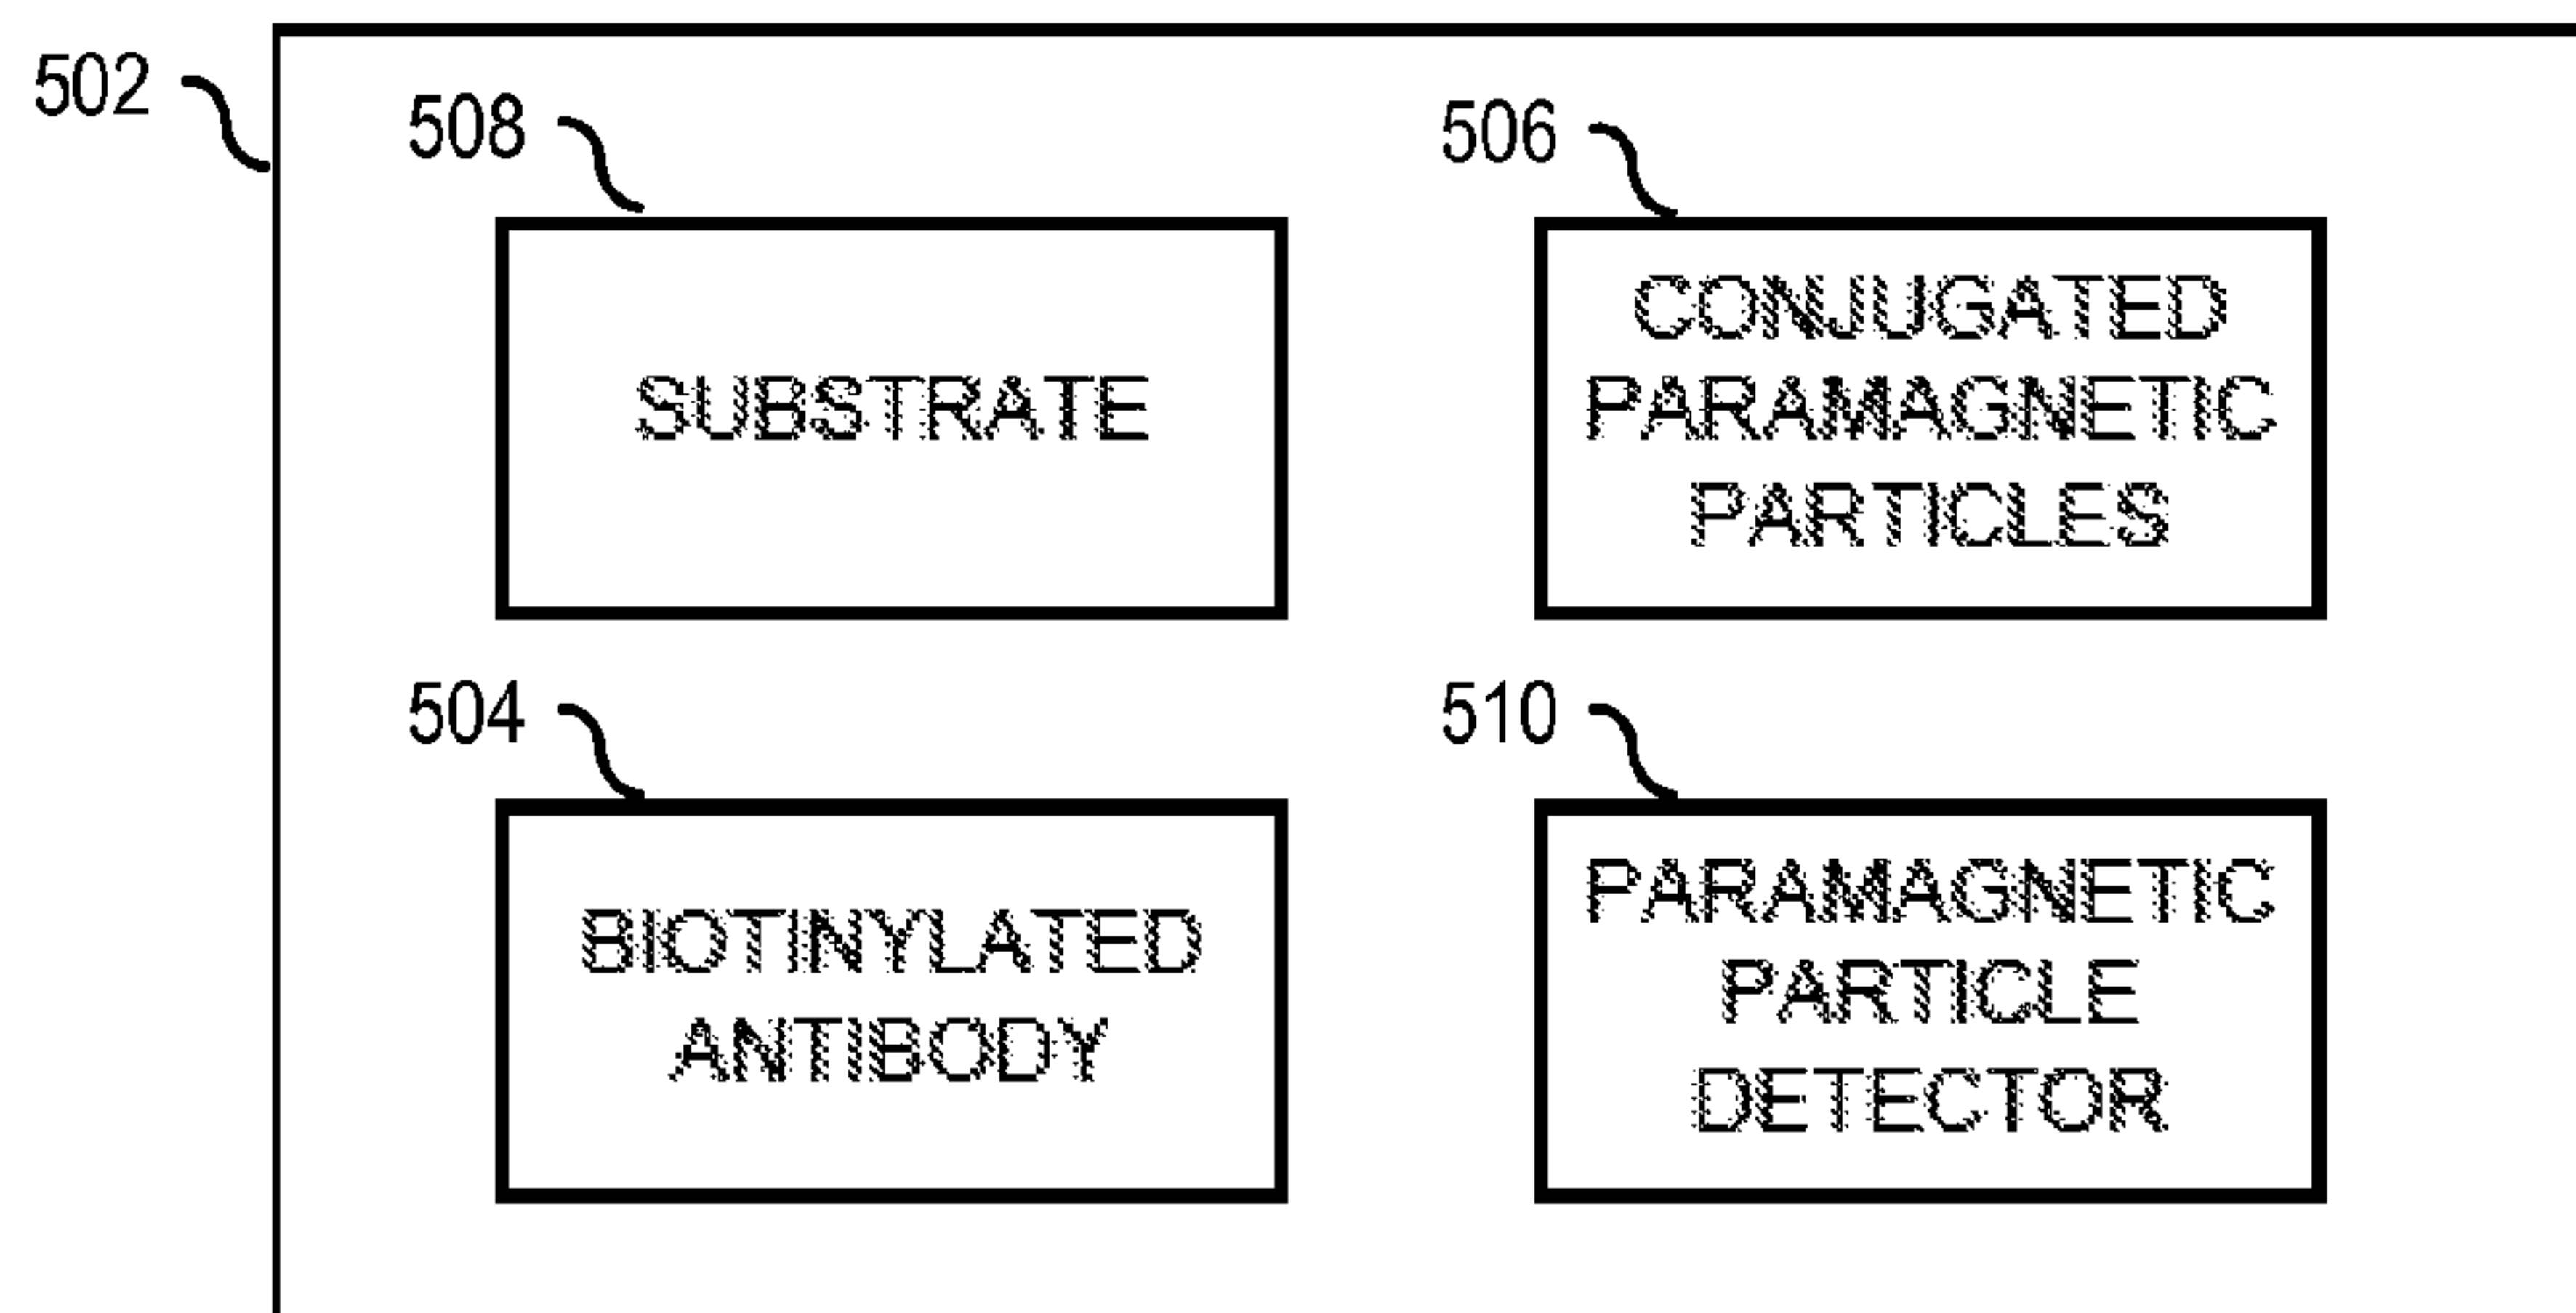 502
508
506
SUBSTRATE
CONJUGATED
PARAMAGNETIC
PARTICLES
504
510
BIOTINYLATED
ANTIBODY
PARAMAGNETIC
PARTICLE
DETECTOR